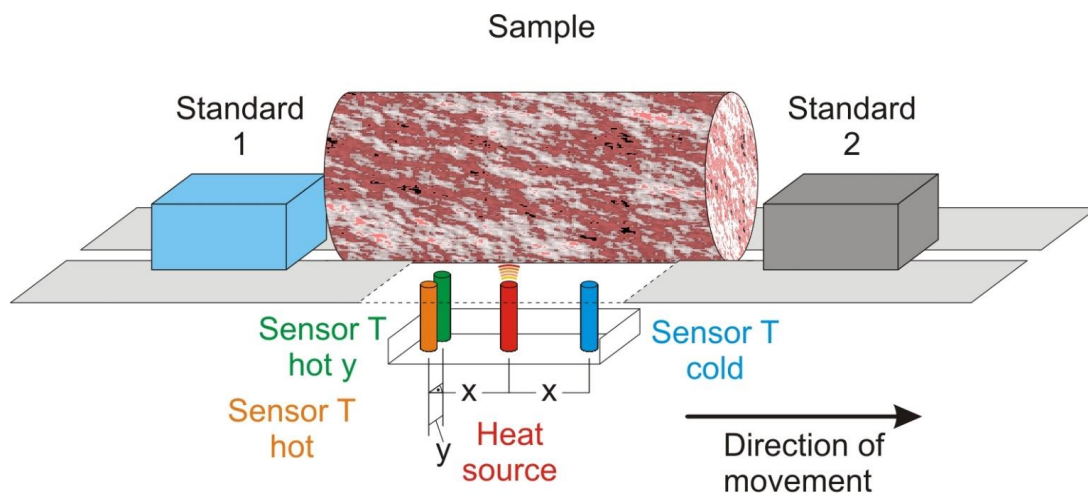 Sample
Standard
1
Standard
2
Sensor T
hot y
Sensor T
cold
x
x
Sensor T
hot
y
Heat
source
Direction of
movement